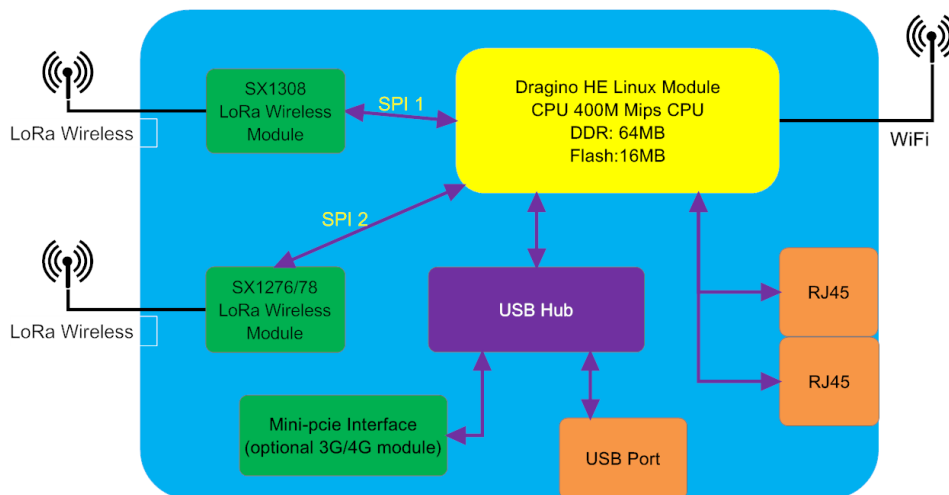 SX1308
LoRa Wireless
Module
SPI 1
Dragino HE Linux Module
CPU 400M Mips CPU
DDR: 64MB
Flash:16MB
LoRa Wireless
WiFi
SPI 2
SX1276/78
LoRa Wireless
Module
LoRa Wireless
USB Hub
RJ45
RJ45
Mini-pcie Interface
(optional 3G/4G module)
USB Port